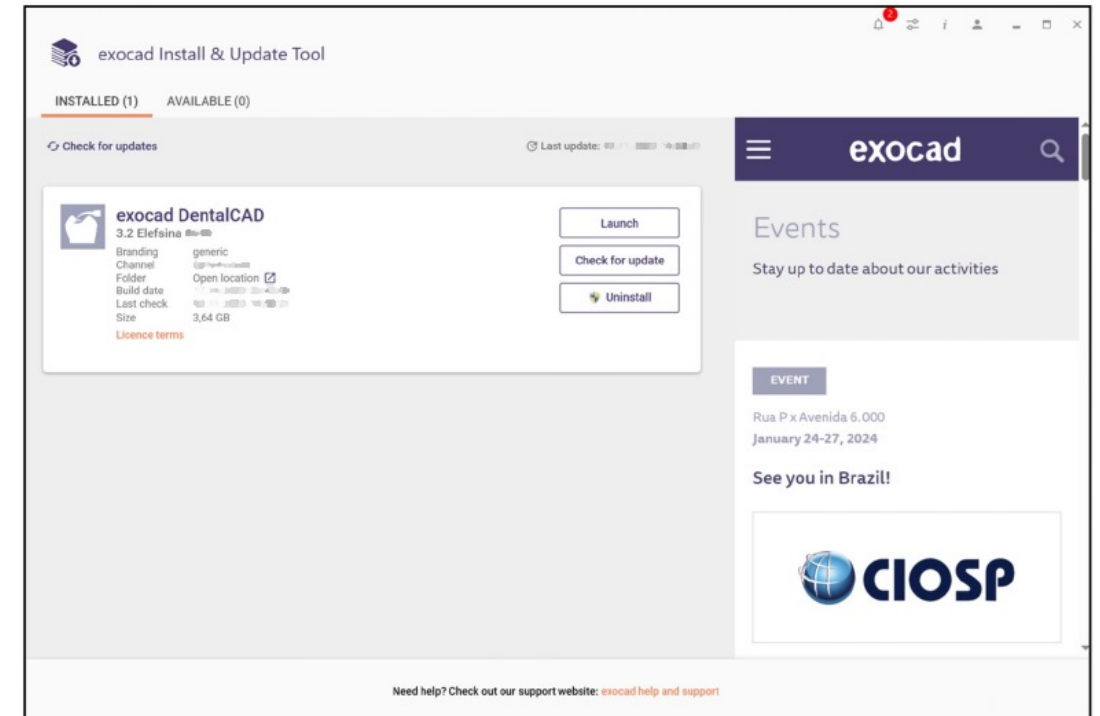 2
i
exocad Install & Update Tool
INSTALLED (1) AVAILABLE (0)
Check for updates
Last update:
exocad DentalCAD
3.2 Elefsina
Branding generic
Channel
Folder Open location
Build date
Last check
Size 3,64 GB
Licence terms
Launch
Check for update
Uninstall
exocad
Events
Stay up to date about our activities
EVENT
Rua P x Avenida 6.000
January 24-27, 2024
See you in Brazil!
CIOSP
Need help? Check out our support website: exocad help and support